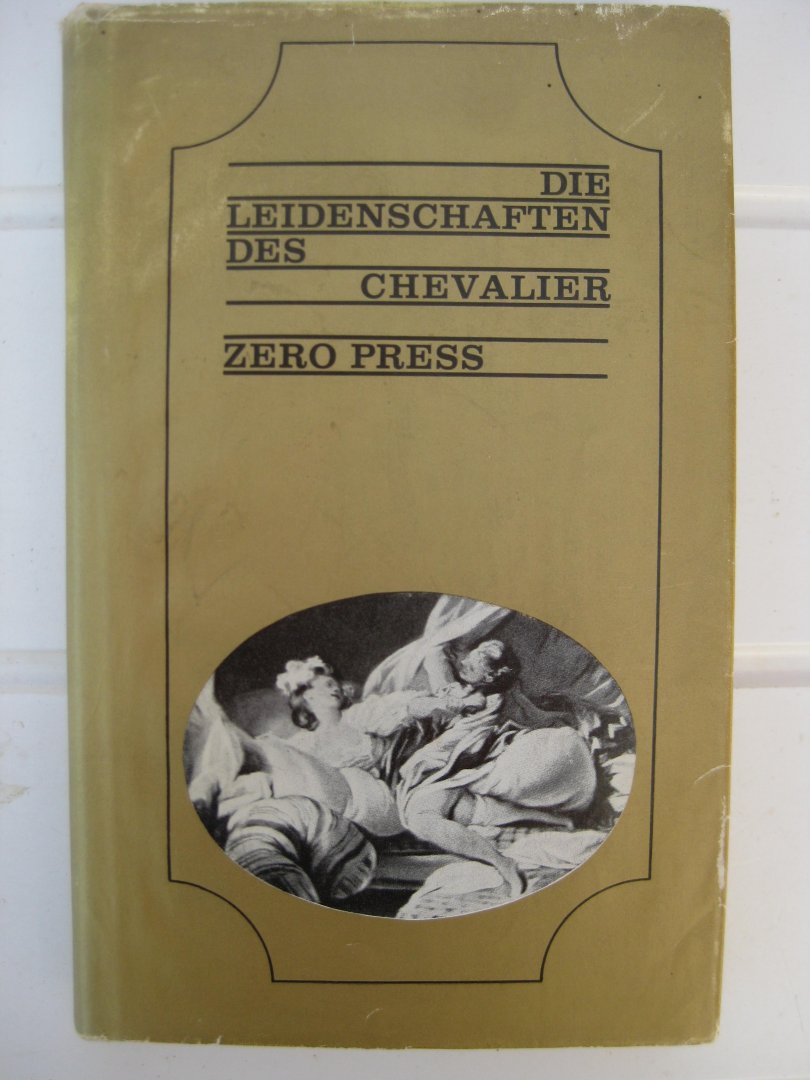 DIE
LEIDENSCHAFTEN
DES
CHEVALIER
ZERO PRESS